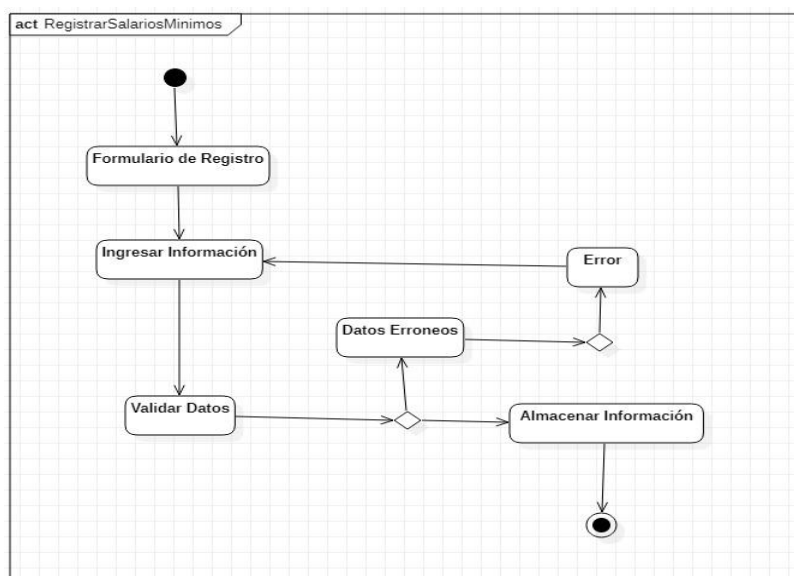 act RegistrarSalariosMinimos
Formulario de Registro
Ingresar Información
Error
Datos Erroneos
Validar Datos
Almacenar Información